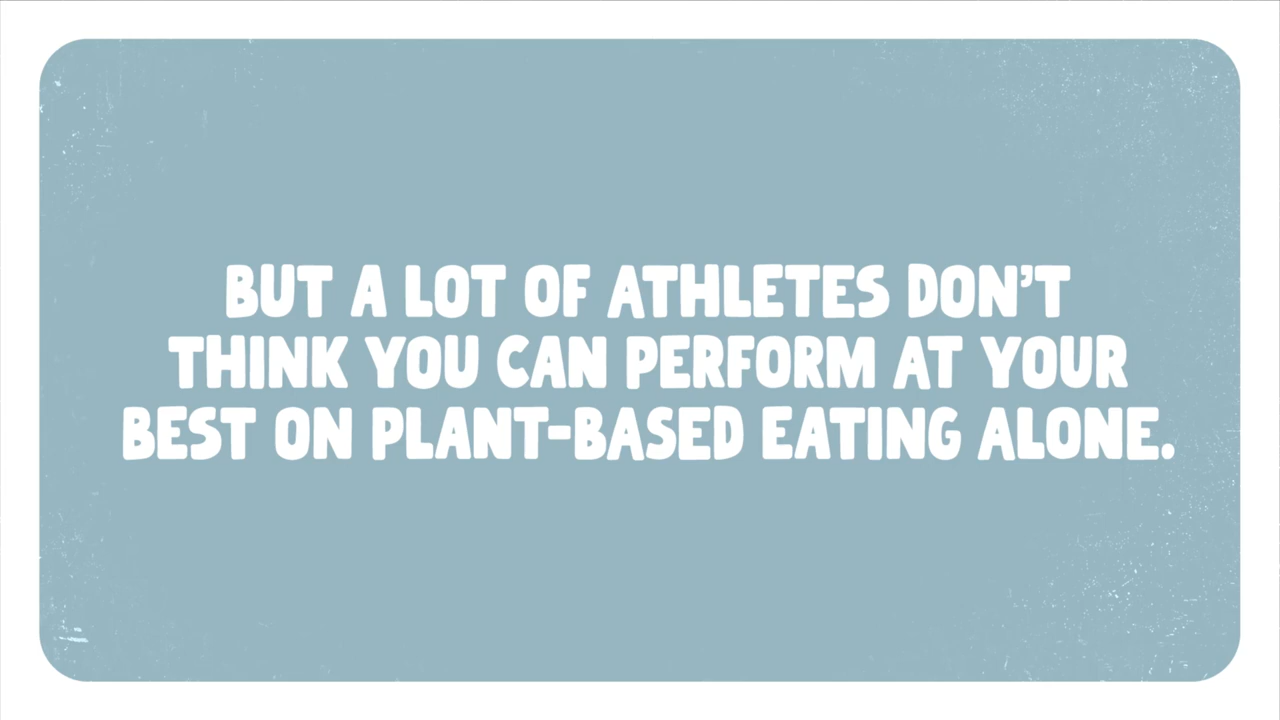 BUT A LOT OF ATHLETES DON'T
THINK YOU CAN PERFORM AT YOUR
BEST ON PLANT-BASED EATING ALONE.